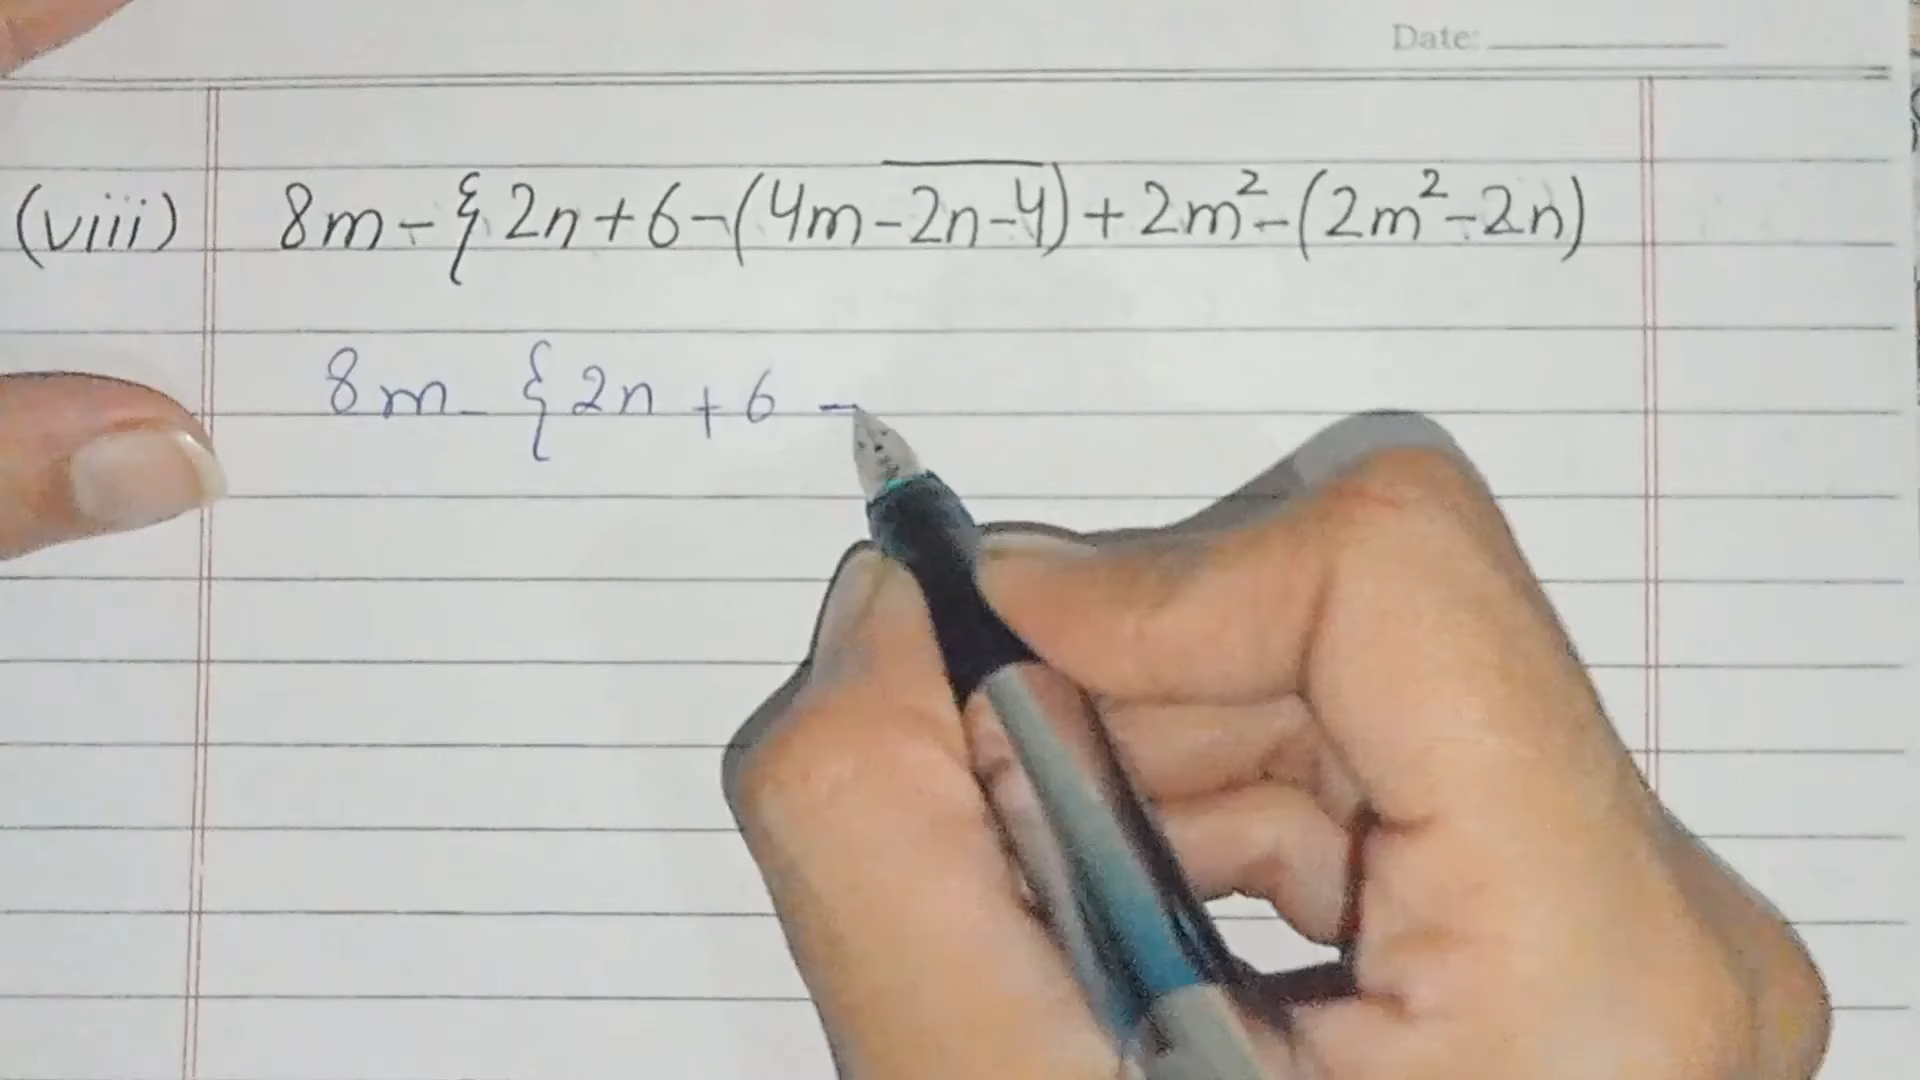 Date:
(viii) 8m - { 2n + 6 - (4m - 2n - 4) + 2m² - (2m² - 2n)
8m - { 2n + 6 -